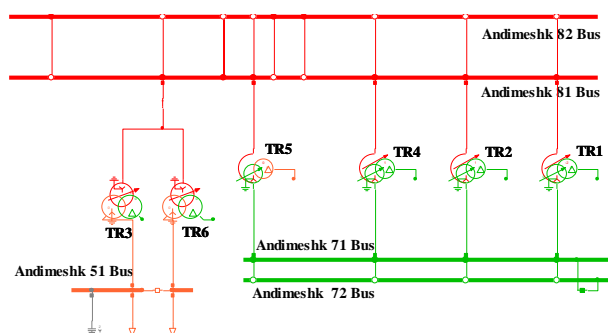 Andimeshk 82 Bus
Andimeshk 81 Bus
TR5
TR4
TR2
TR1
TR3
TR6
Andimeshk 71 Bus
Andimeshk 51 Bus
Andimeshk 72 Bus